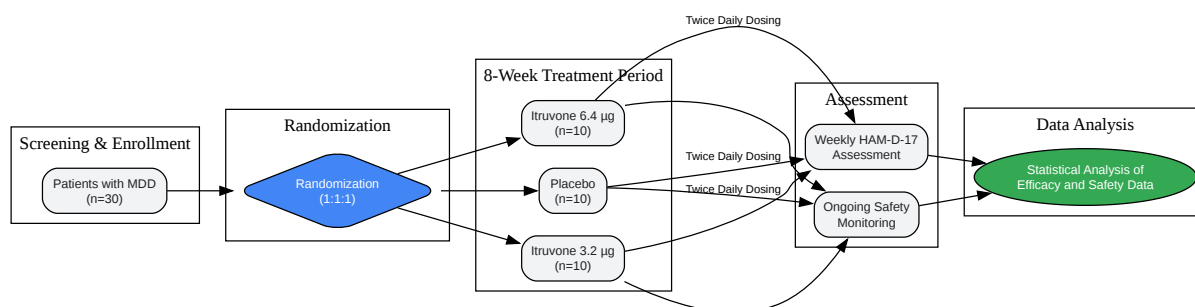 Screening & Enrollment
Patients with MDD
(n=30)
Randomization
Randomization
(1:1:1)
8-Week Treatment Period
Itruvone 6.4 µg
(n=10)
Placebo
(n=10)
Itruvone 3.2 µg
(n=10)
Twice Daily Dosing
Twice Daily Dosing
Twice Daily Dosing
Assessment
Weekly HAM-D-17
Assessment
Ongoing Safety
Monitoring
Data Analysis
Statistical Analysis of
Efficacy and Safety Data